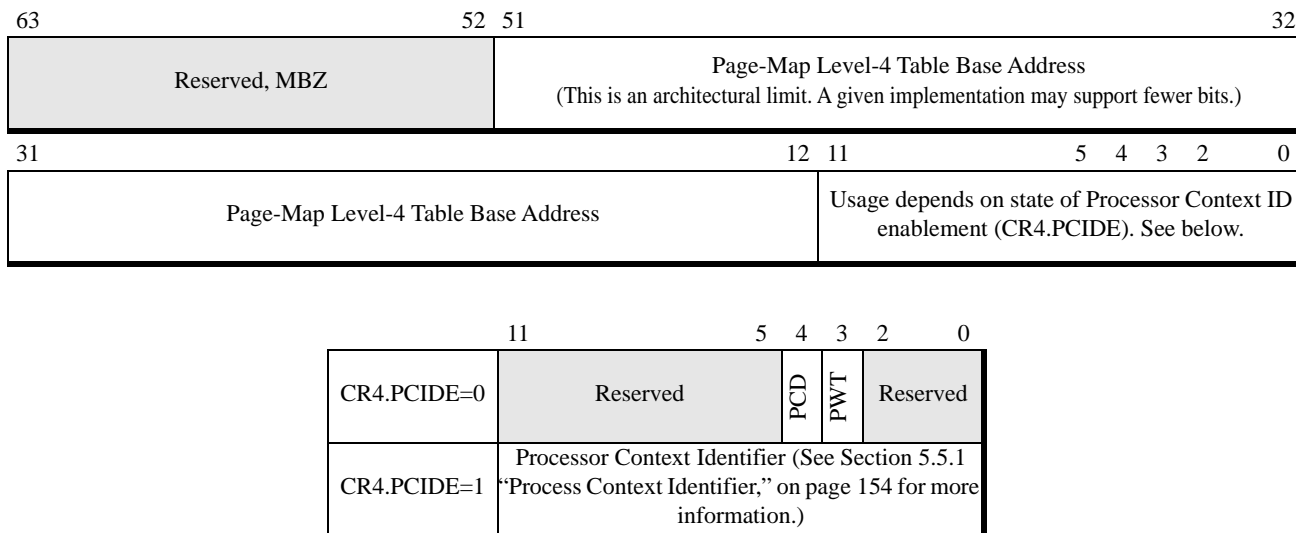 63 52 51 32
Reserved, MBZ
Page-Map Level-4 Table Base Address
(This is an architectural limit. A given implementation may support fewer bits.)
31 12 11 5 4 3 2 0
Page-Map Level-4 Table Base Address
Usage depends on state of Processor Context ID
enablement (CR4.PCIDE). See below.
11 5 4 3 2 0
CR4.PCIDE=0
Reserved
PCD
PWT
Reserved
CR4.PCIDE=1
Processor Context Identifier (See Section 5.5.1
“Process Context Identifier,” on page 154 for more
information.)